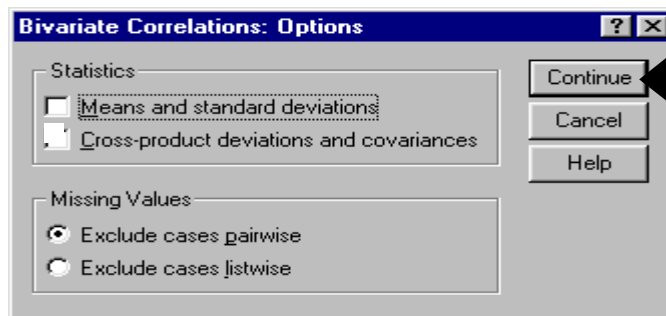 Bivariate Correlations: Options
Statistics
Means and standard deviations
Cross-product deviations and covariances
Continue
Cancel
Help
Missing Values
Exclude cases pairwise
Exclude cases listwise